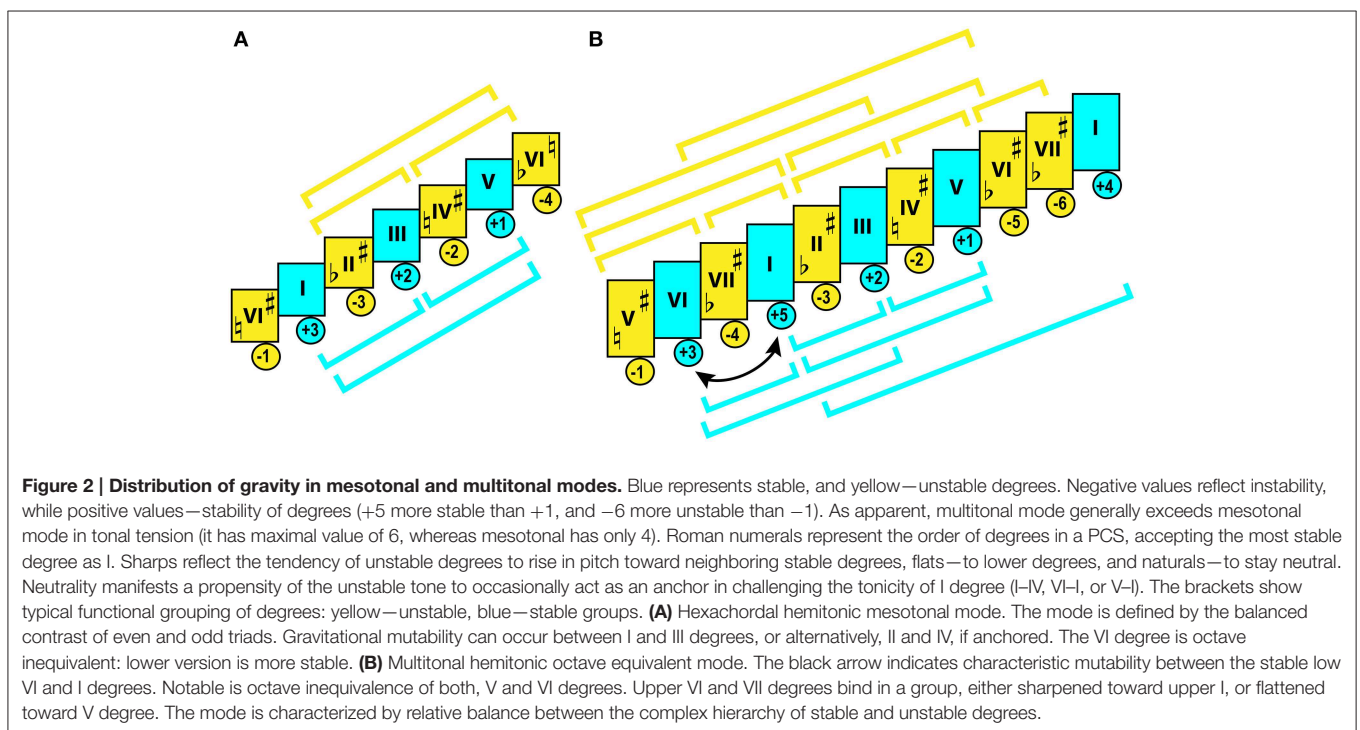 A
B
♮ VI ♯
-1
I
+3
♭ II ♯
-3
III
+2
♮ IV ♯
-2
V
+1
♭ VI ♮
-4
♮ V ♯
-1
VI
+3
♭ VII ♯
-4
I
+5
♭ II ♯
-3
III
+2
♮ IV ♯
-2
V
+1
♭ VI ♯
-5
♭ VII ♯
-6
I
+4
Figure 2 | Distribution of gravity in mesotonal and multitonal modes. Blue represents stable, and yellow—unstable degrees. Negative values reflect instability,
while positive values—stability of degrees (+5 more stable than +1, and −6 more unstable than −1). As apparent, multitonal mode generally exceeds mesotonal
mode in tonal tension (it has maximal value of 6, whereas mesotonal has only 4). Roman numerals represent the order of degrees in a PCS, accepting the most stable
degree as I. Sharps reflect the tendency of unstable degrees to rise in pitch toward neighboring stable degrees, flats—to lower degrees, and naturals—to stay neutral.
Neutrality manifests a propensity of the unstable tone to occasionally act as an anchor in challenging the tonicity of I degree (I–IV, VI–I, or V–I). The brackets show
typical functional grouping of degrees: yellow—unstable, blue—stable groups. (A) Hexachordal hemitonic mesotonal mode. The mode is defined by the balanced
contrast of even and odd triads. Gravitational mutability can occur between I and III degrees, or alternatively, II and IV, if anchored. The VI degree is octave
inequivalent: lower version is more stable. (B) Multitonal hemitonic octave equivalent mode. The black arrow indicates characteristic mutability between the stable low
VI and I degrees. Notable is octave inequivalence of both, V and VI degrees. Upper VI and VII degrees bind in a group, either sharpened toward upper I, or flattened
toward V degree. The mode is characterized by relative balance between the complex hierarchy of stable and unstable degrees.